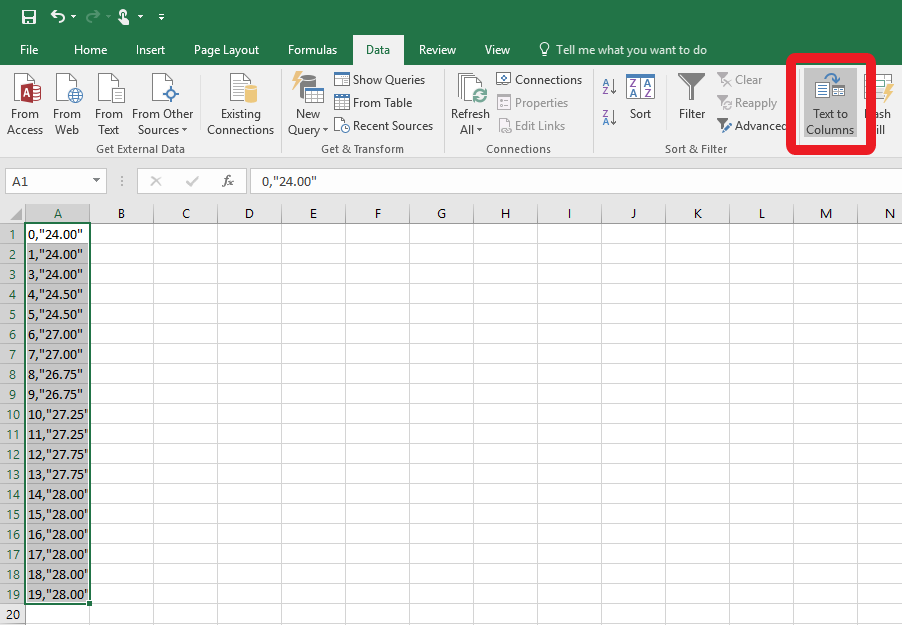 File Home Insert Page Layout Formulas Data Review View Tell me what you want to do
From Access
From Web
From Text
From Other Sources
Existing Connections
Get External Data
New Query
Show Queries
From Table
Recent Sources
Get & Transform
Refresh All
Connections
Properties
Edit Links
Connections
A Z
Z A
Z A A Z
Sort
Filter
Clear
Reapply
Advanced
Sort & Filter
Text to Columns
A1 fx 0,"24.00"
A B C D E F G H I J K L M N
1 0,"24.00"
2 1,"24.00"
3 3,"24.00"
4 4,"24.50"
5 5,"24.50"
6 6,"27.00"
7 7,"27.00"
8 8,"26.75"
9 9,"26.75"
10 10,"27.25"
11 11,"27.25"
12 12,"27.75"
13 13,"27.75"
14 14,"28.00"
15 15,"28.00"
16 16,"28.00"
17 17,"28.00"
18 18,"28.00"
19 19,"28.00"
20